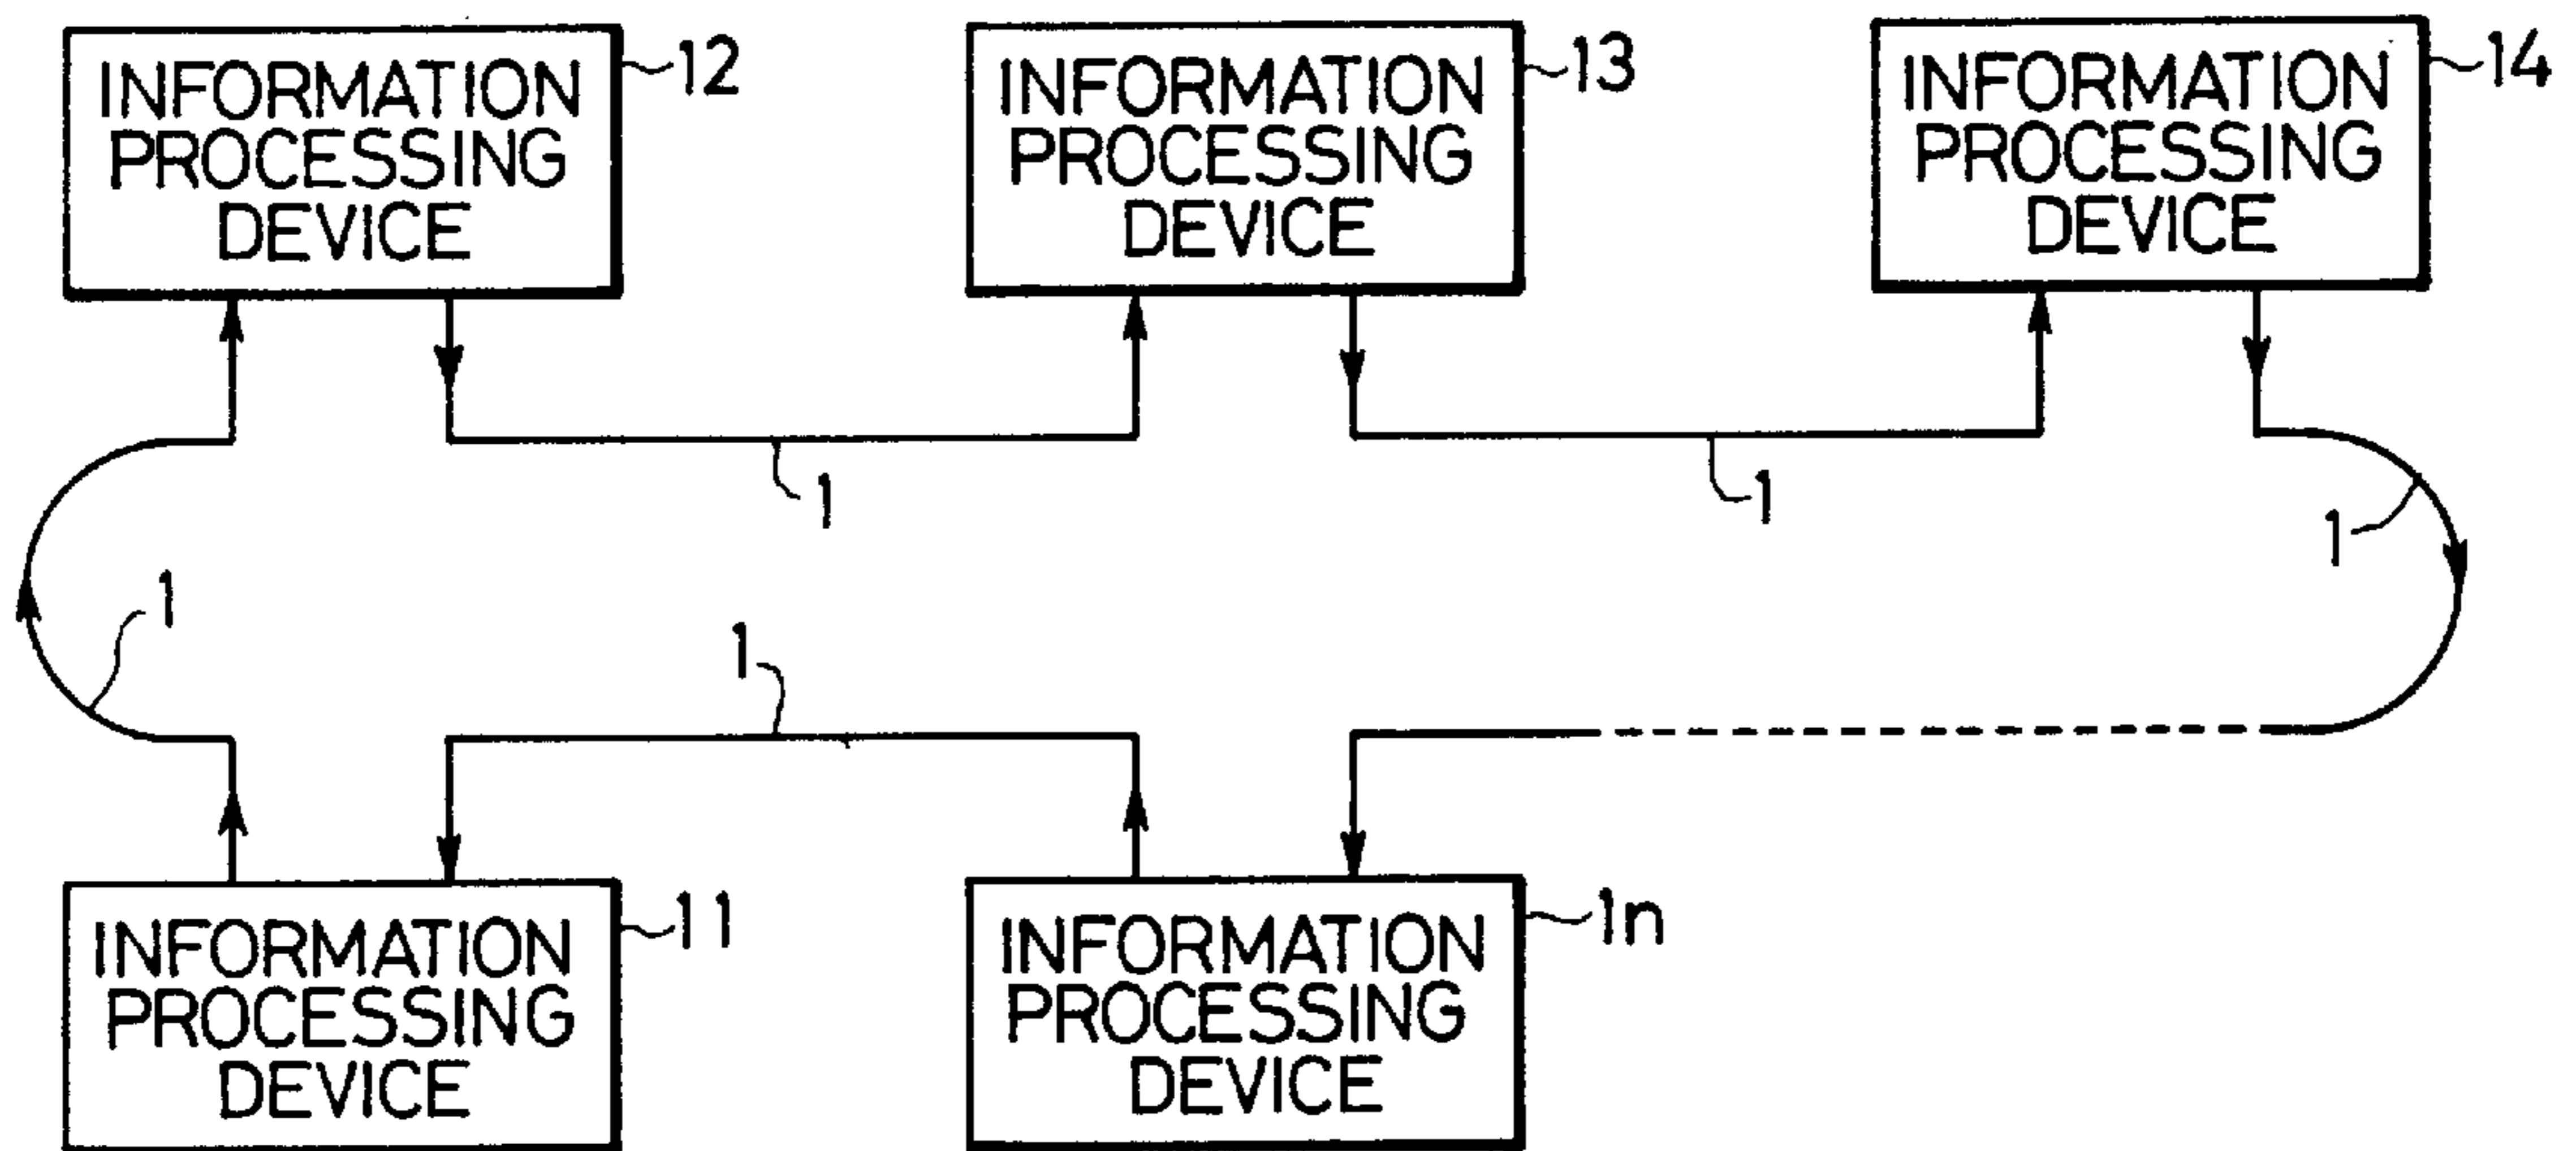 INFORMATION
PROCESSING
DEVICE
12
INFORMATION
PROCESSING
DEVICE
13
INFORMATION
PROCESSING
DEVICE
14
1
1
1
1
1
INFORMATION
PROCESSING
DEVICE
11
INFORMATION
PROCESSING
DEVICE
1n